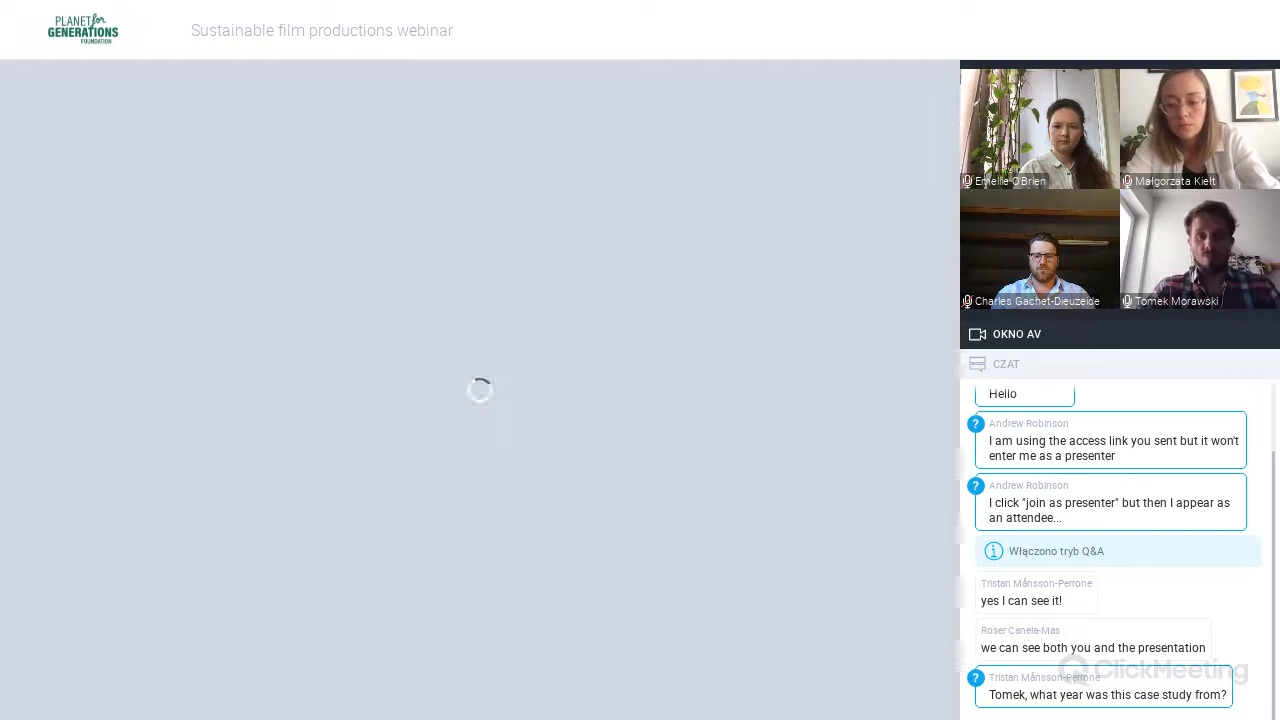 PLANET for
GENERATIONS
FOUNDATION
Sustainable film productions webinar
Emellie O'Brien
Małgorzata Kiełt
Charles Gachet-Dieuzeide
Tomek Morawski
OKNO AV
CZAT
Hello
? Andrew Robinson
I am using the access link you sent but it won't
enter me as a presenter
? Andrew Robinson
I click "join as presenter" but then I appear as
an attendee...
Włączono tryb Q&A
Tristan Månsson-Perrone
yes I can see it!
Roser Canela-Mas
we can see both you and the presentation
ClickMeeting
? Tristan Månsson-Perrone
Tomek, what year was this case study from?